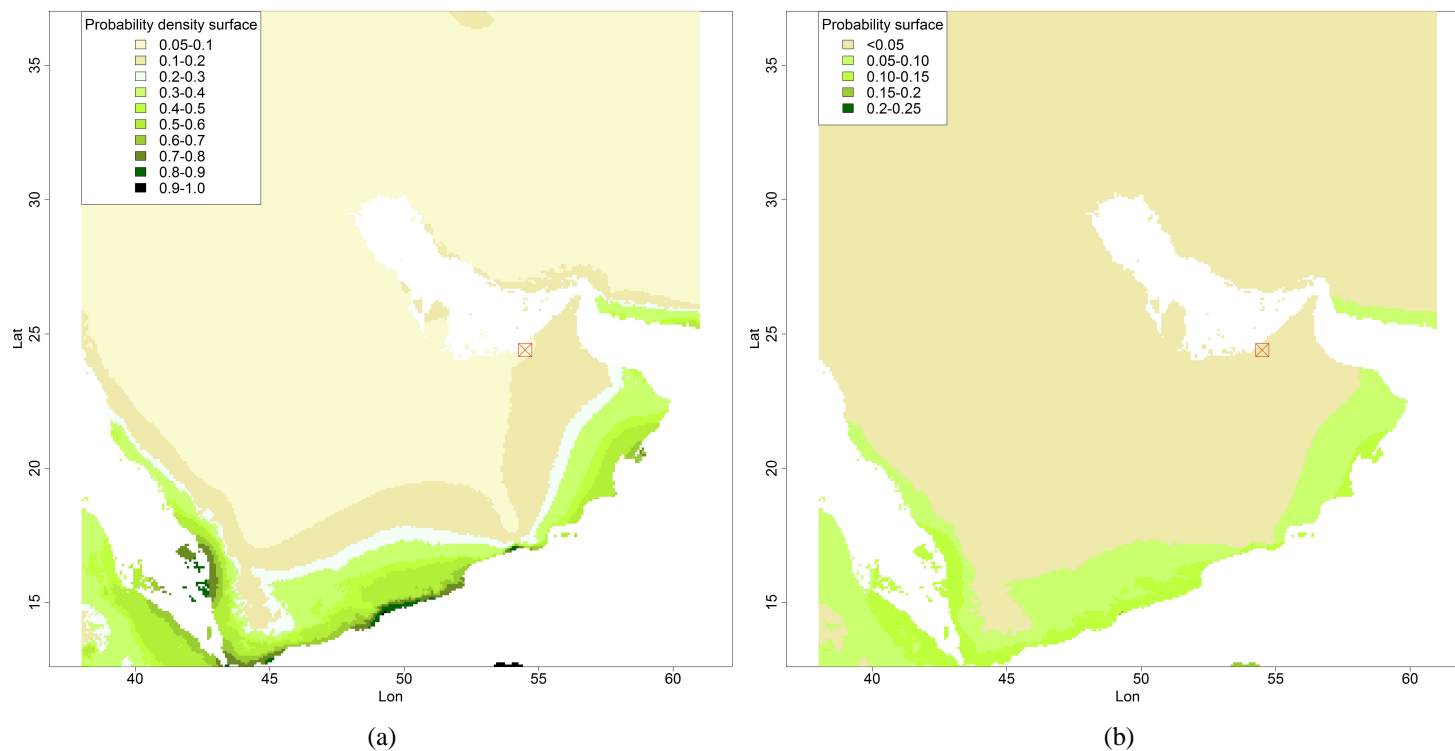 Probability density surface
0.05-0.1
0.1-0.2
0.2-0.3
0.3-0.4
0.4-0.5
0.5-0.6
0.6-0.7
0.7-0.8
0.8-0.9
0.9-1.0
35
30
25
20
15
Lat
40 45 50 55 60
Lon
(a)
Probability surface
<0.05
0.05-0.10
0.10-0.15
0.15-0.2
0.2-0.25
35
30
25
20
15
Lat
40 45 50 55 60
Lon
(b)